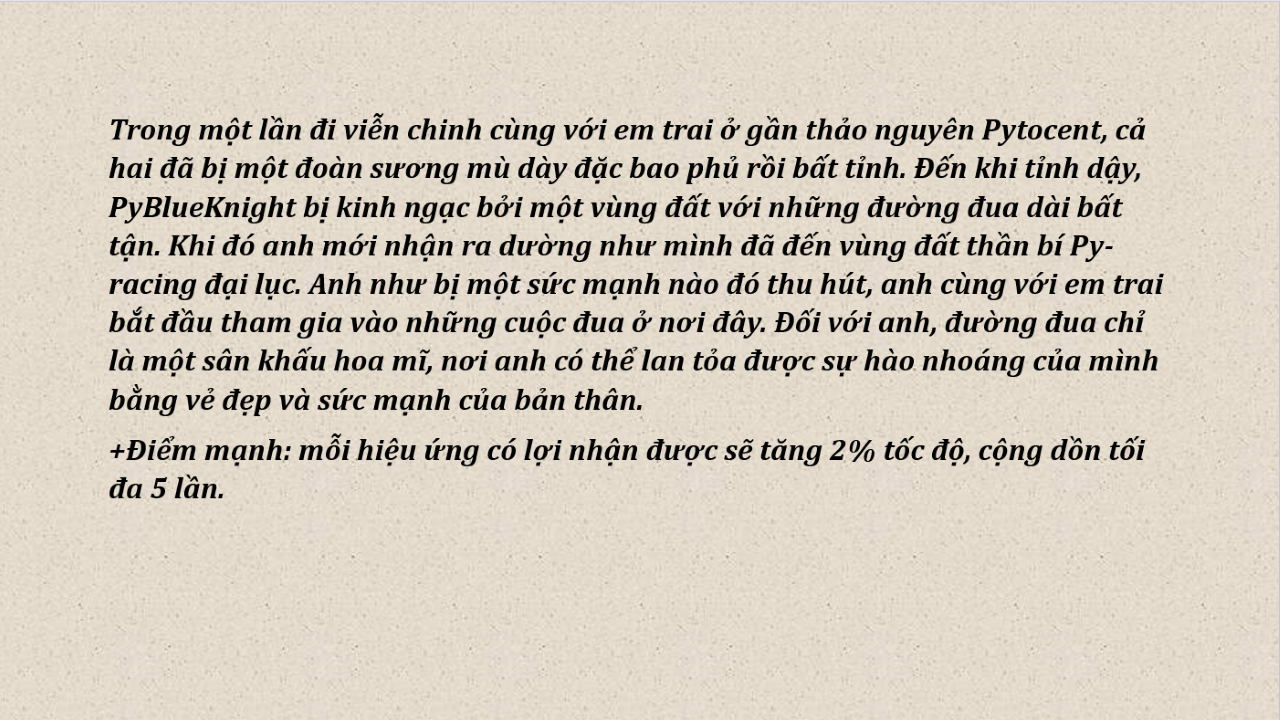 Trong một lần đi viễn chinh cùng với em trai ở gần thảo nguyên Pytocent, cả
hai đã bị một đoàn sương mù dày đặc bao phủ rồi bất tỉnh. Đến khi tỉnh dậy,
PyBlueKnight bị kinh ngạc bởi một vùng đất với những đường đua dài bất
tận. Khi đó anh mới nhận ra dường như mình đã đến vùng đất thần bí Py-
racing đại lục. Anh như bị một sức mạnh nào đó thu hút, anh cùng với em trai
bắt đầu tham gia vào những cuộc đua ở nơi đây. Đối với anh, đường đua chỉ
là một sân khấu hoa mĩ, nơi anh có thể lan tỏa được sự hào nhoáng của mình
bằng vẻ đẹp và sức mạnh của bản thân.
+Điểm mạnh: mỗi hiệu ứng có lợi nhận được sẽ tăng 2% tốc độ, cộng dồn tối
đa 5 lần.